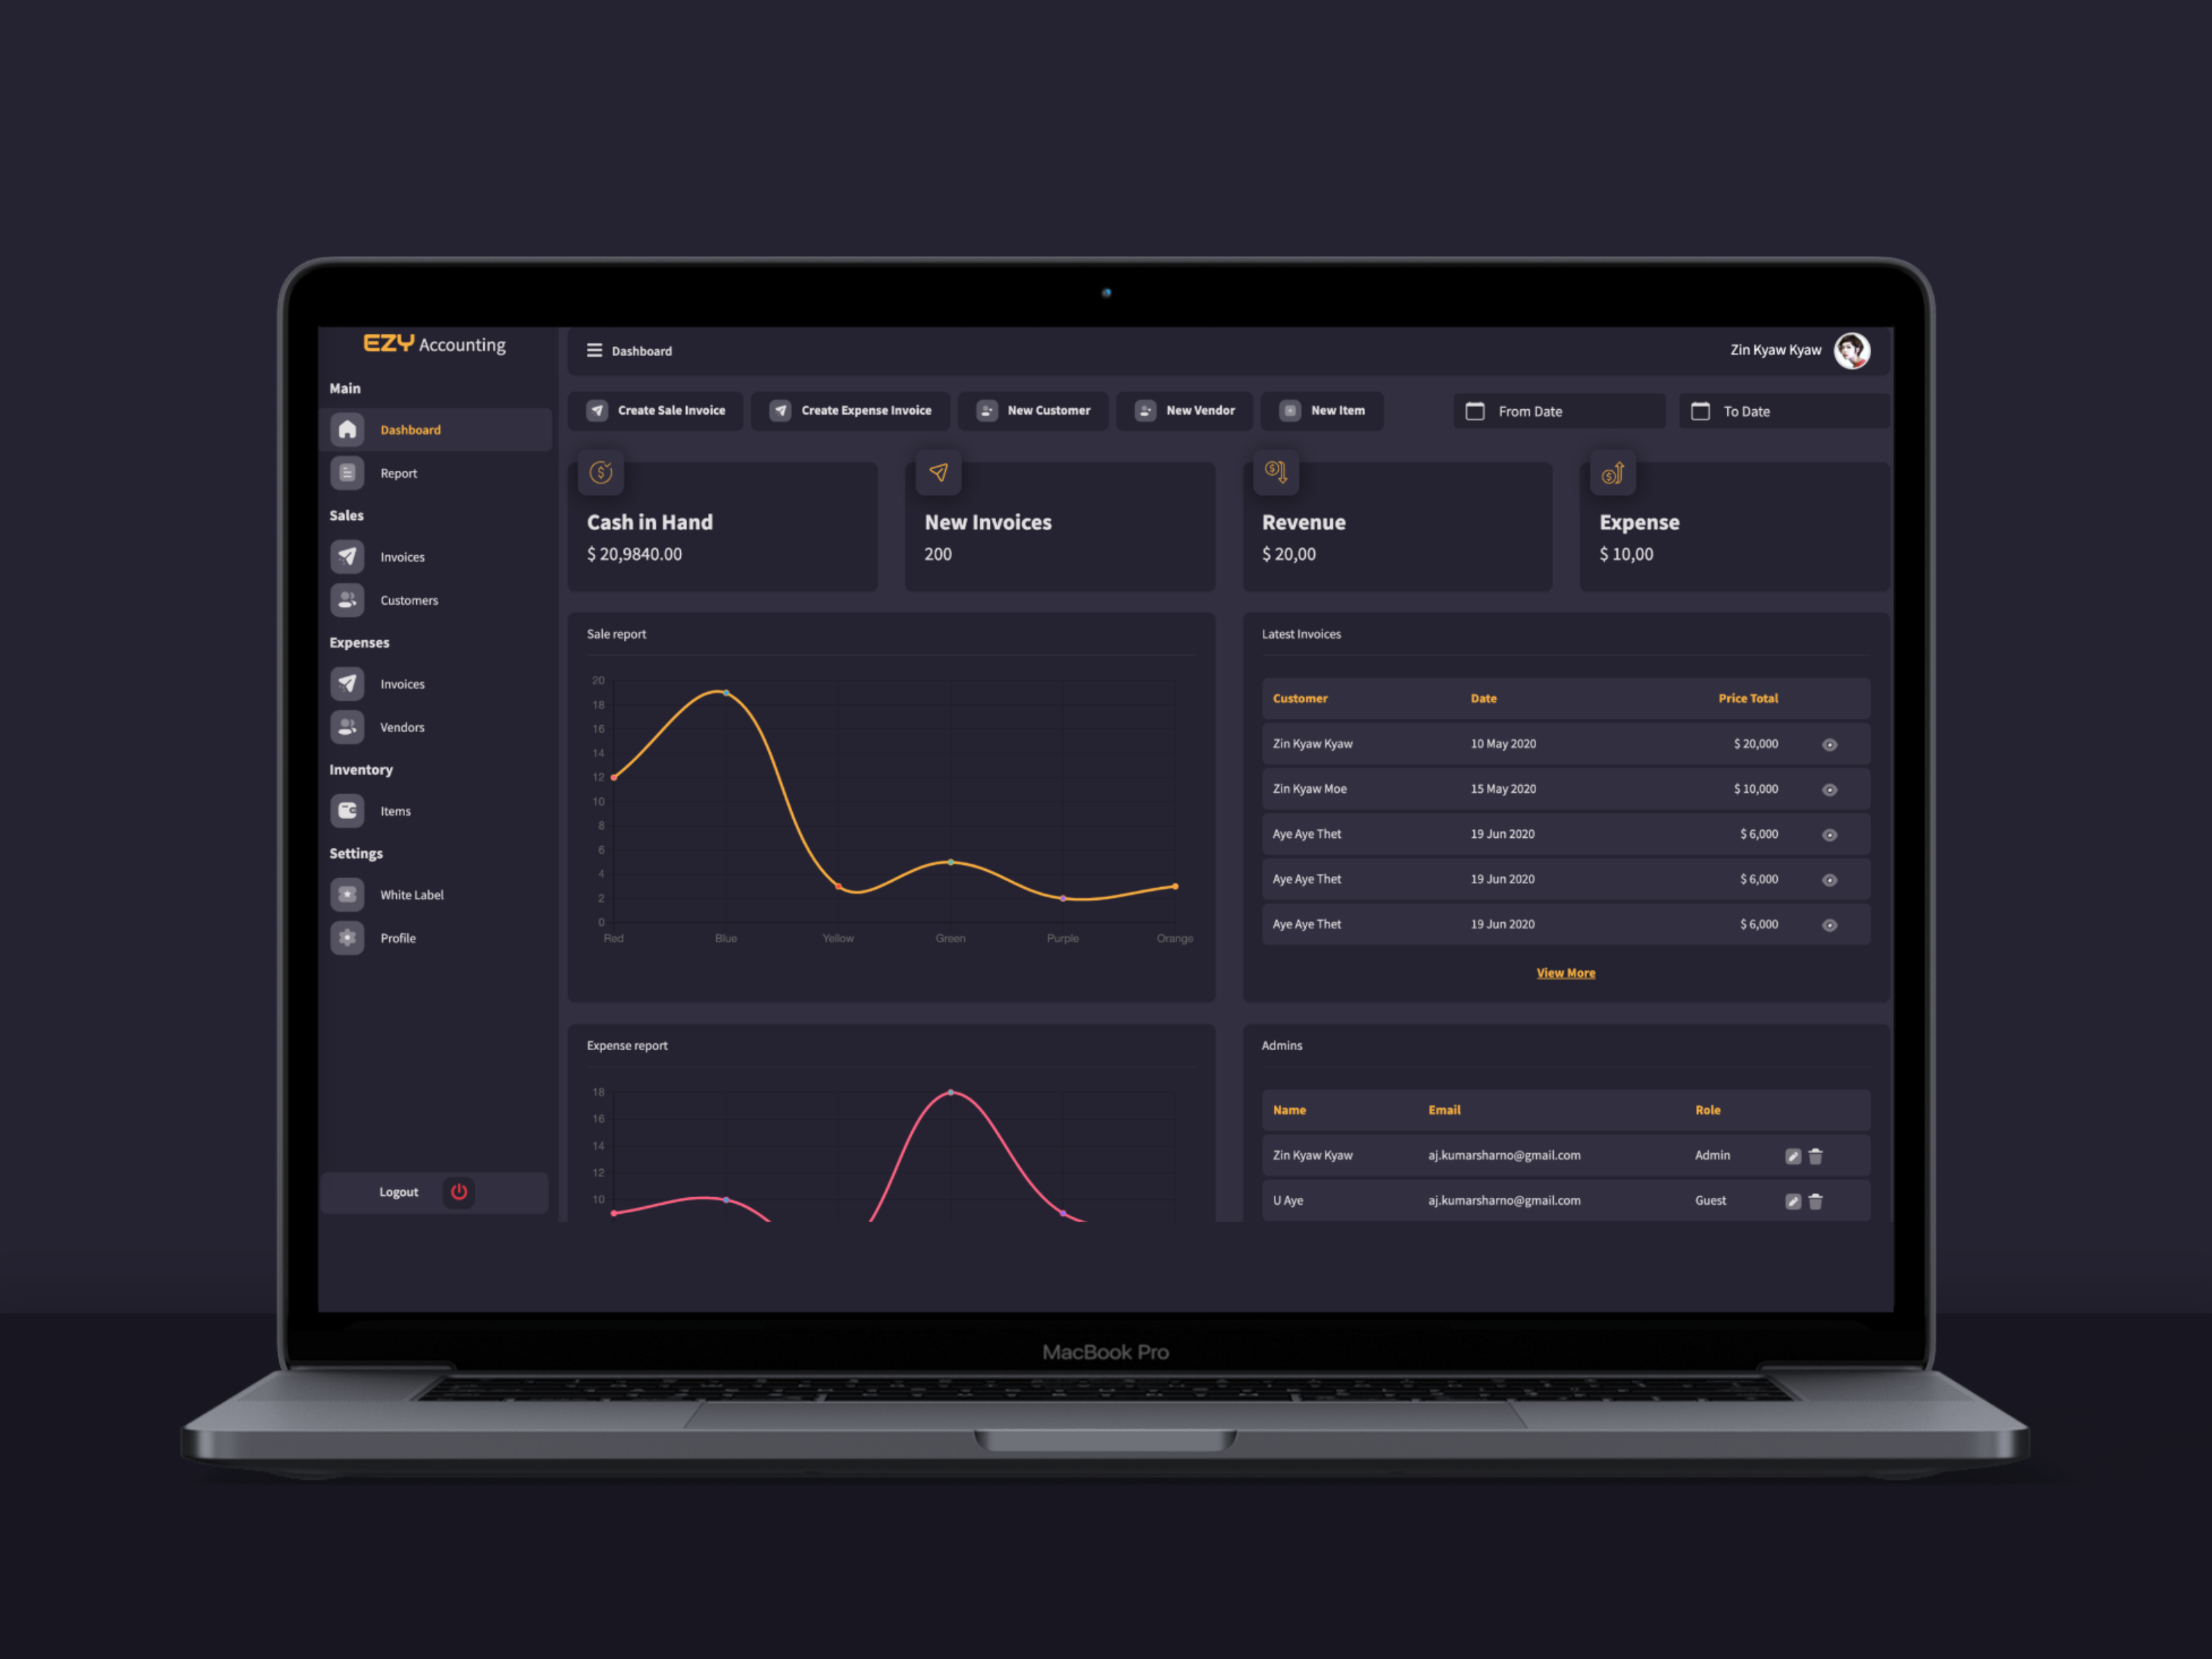 EZY Accounting
Main
Dashboard
Report
Sales
Invoices
Customers
Expenses
Invoices
Vendors
Inventory
Items
Settings
White Label
Profile
Logout
Dashboard
Zin Kyaw Kyaw
Create Sale Invoice
Create Expense Invoice
New Customer
New Vendor
New Item
From Date
To Date
Cash in Hand
$ 20,9840.00
New Invoices
200
Revenue
$ 20,00
Expense
$ 10,00
Sale report
20
18
16
14
12
10
8
6
4
2
0
Red Blue Yellow Green Purple Orange
Latest Invoices
Customer Date Price Total
Zin Kyaw Kyaw 10 May 2020 $ 20,000
Zin Kyaw Moe 15 May 2020 $ 10,000
Aye Aye Thet 19 Jun 2020 $ 6,000
Aye Aye Thet 19 Jun 2020 $ 6,000
Aye Aye Thet 19 Jun 2020 $ 6,000
View More
Expense report
18
16
14
12
10
Admins
Name Email Role
Zin Kyaw Kyaw aj.kumarsharno@gmail.com Admin
U Aye aj.kumarsharno@gmail.com Guest
MacBook Pro